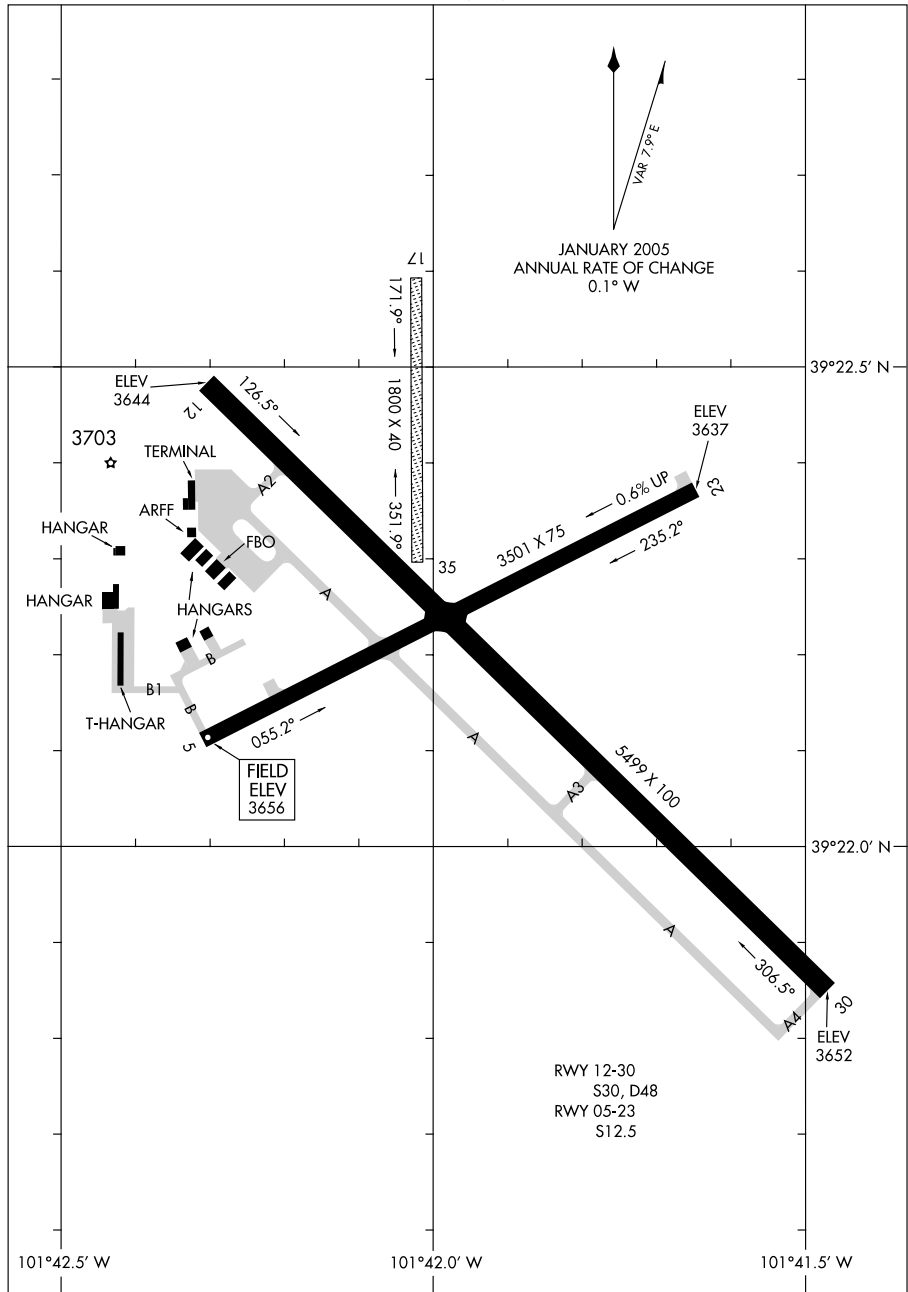 VAR 7.9° E
JANUARY 2005
ANNUAL RATE OF CHANGE
0.1° W
17
171.9°
1800 X 40
351.9°
35
39°22.5' N
ELEV
3644
12
126.5°
ELEV
3637
23
0.6% UP
3501 X 75
235.2°
3703
TERMINAL
A2
ARFF
FBO
HANGAR
A
HANGAR
HANGARS
B
B1
B
T-HANGAR
5
055.2°
FIELD
ELEV
3656
A
A3
5499 X 100
39°22.0' N
A
306.5°
30
A4
ELEV
3652
RWY 12-30
S30, D48
RWY 05-23
S12.5
101°42.5' W
101°42.0' W
101°41.5' W